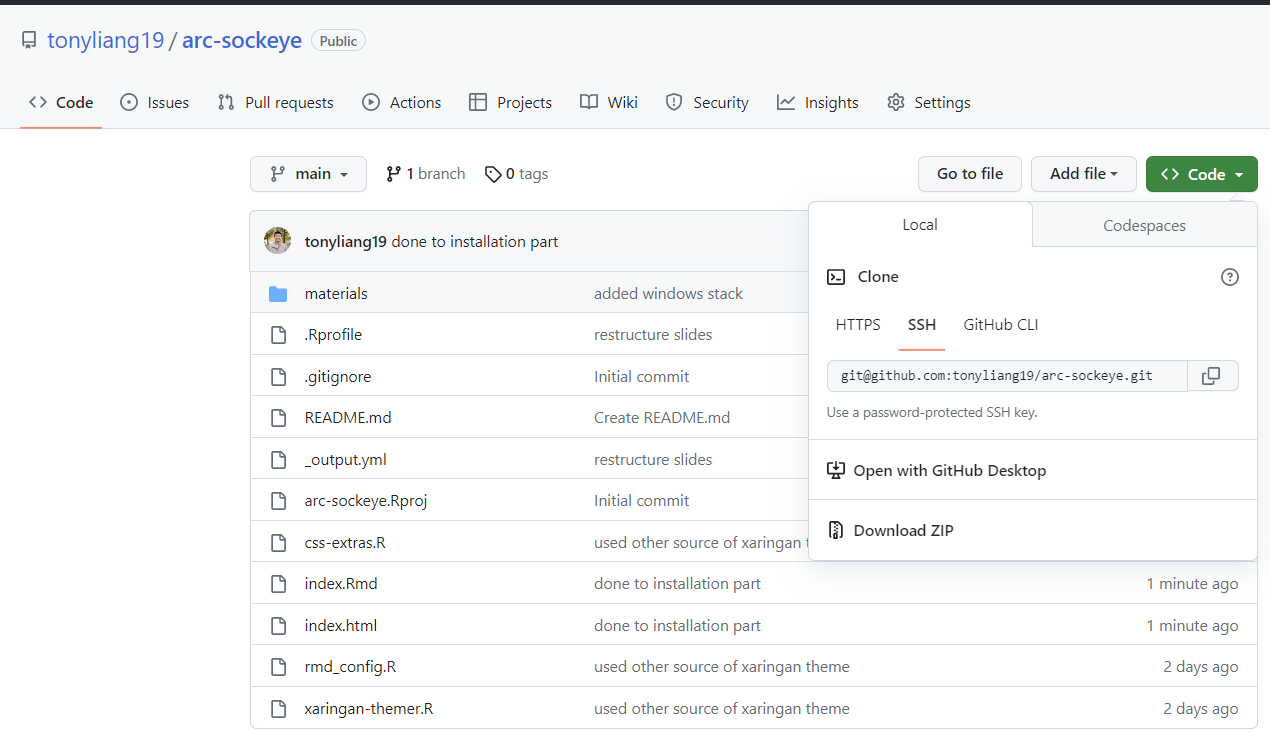 tonyliang19 / arc-sockeye Public
Code Issues Pull requests Actions Projects Wiki Security Insights Settings
main 1 branch 0 tags Go to file Add file Code
Local Codespaces
Clone
HTTPS SSH GitHub CLI
git@github.com:tonyliang19/arc-sockeye.git
Use a password-protected SSH key.
Open with GitHub Desktop
Download ZIP
tonyliang19 done to installation part
materials added windows stack
.Rprofile restructure slides
.gitignore Initial commit
README.md Create README.md
_output.yml restructure slides
arc-sockeye.Rproj Initial commit
css-extras.R used other source of xaringan
index.Rmd done to installation part 1 minute ago
index.html done to installation part 1 minute ago
rmd_config.R used other source of xaringan theme 2 days ago
xaringan-themer.R used other source of xaringan theme 2 days ago